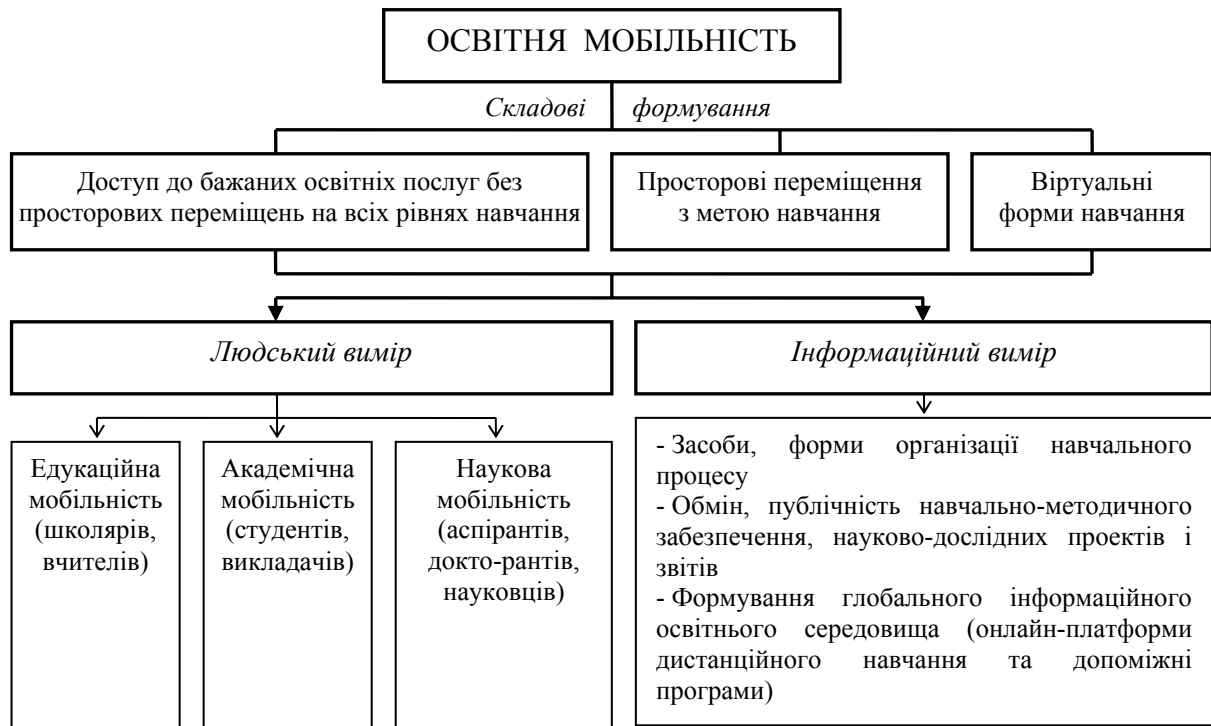 ОСВІТНЯ МОБІЛЬНІСТЬ
Складові формування
Доступ до бажаних освітніх послуг без
просторових переміщень на всіх рівнях навчання
Просторові переміщення
з метою навчання
Віртуальні
форми навчання
Людський вимір
Інформаційний вимір
Едукаційна
мобільність
(школярів,
вчителів)
Академічна
мобільність
(студентів,
викладачів)
Наукова
мобільність
(аспірантів,
докто-рантів,
науковців)
- Засоби, форми організації навчального
процесу
- Обмін, публічність навчально-методичного
забезпечення, науково-дослідних проектів і
звітів
- Формування глобального інформаційного
освітнього середовища (онлайн-платформи
дистанційного навчання та допоміжні
програми)